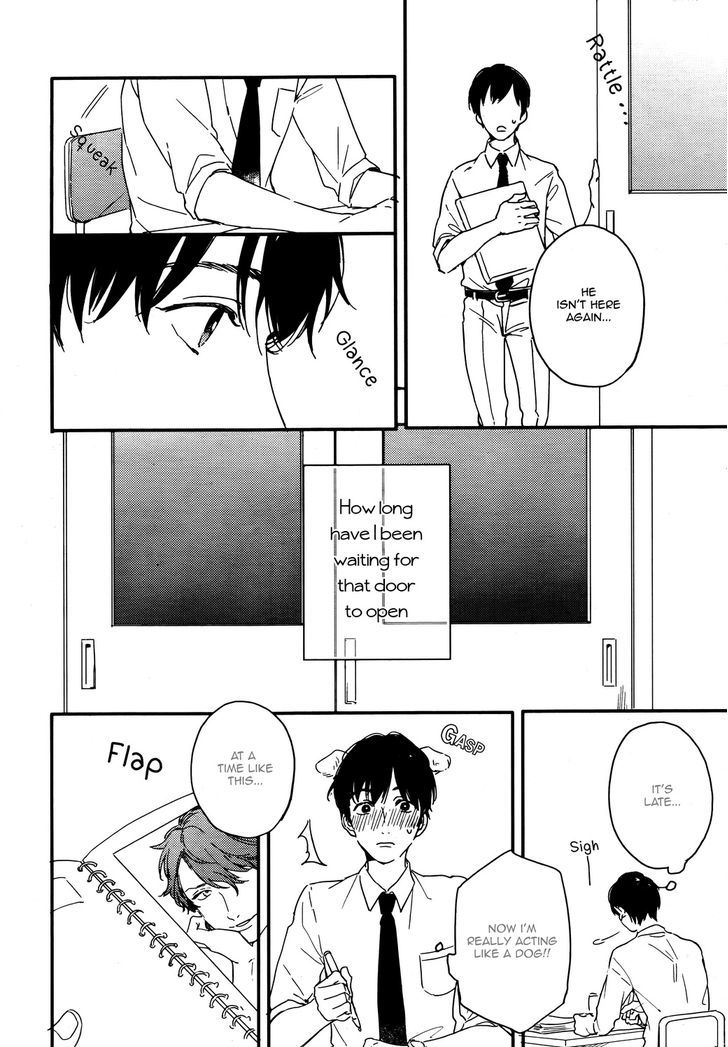 Rattle...
HE
ISN'T HERE
AGAIN...
Squeak
Glance
How long
have I been
waiting for
that door
to open
IT'S
LATE...
Sigh
GASP
NOW I'M
REALLY ACTING
LIKE A DOG!!
AT A
TIME LIKE
THIS...
Flap